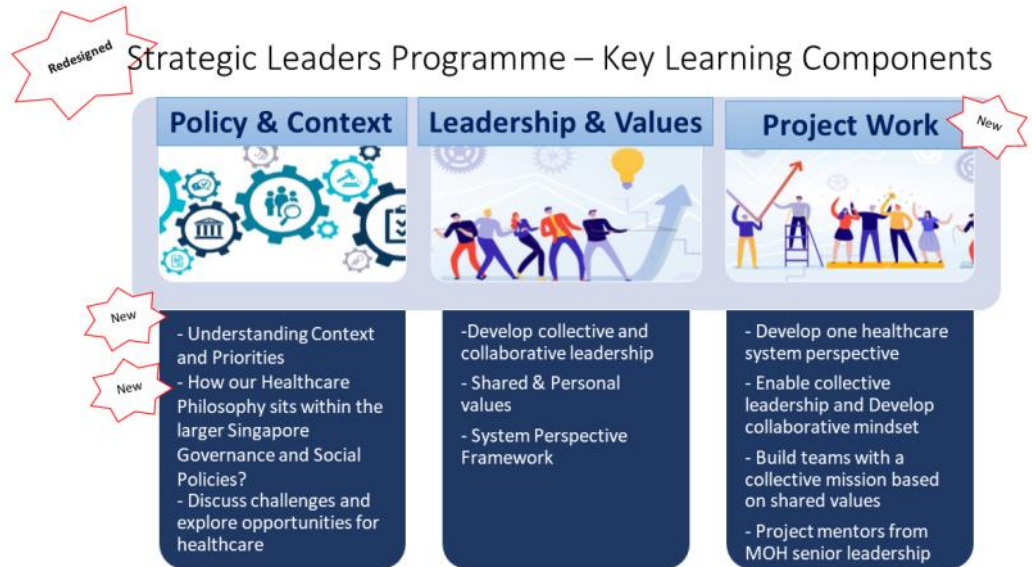 Redesigned
Strategic Leaders Programme – Key Learning Components
Policy & Context
Leadership & Values
Project Work
New
New
- Understanding Context
and Priorities
New
- How our Healthcare
Philosophy sits within the
larger Singapore
Governance and Social
Policies?
- Discuss challenges and
explore opportunities for
healthcare
-Develop collective and
collaborative leadership
- Shared & Personal
values
- System Perspective
Framework
- Develop one healthcare
system perspective
- Enable collective
leadership and Develop
collaborative mindset
- Build teams with a
collective mission based
on shared values
- Project mentors from
MOH senior leadership